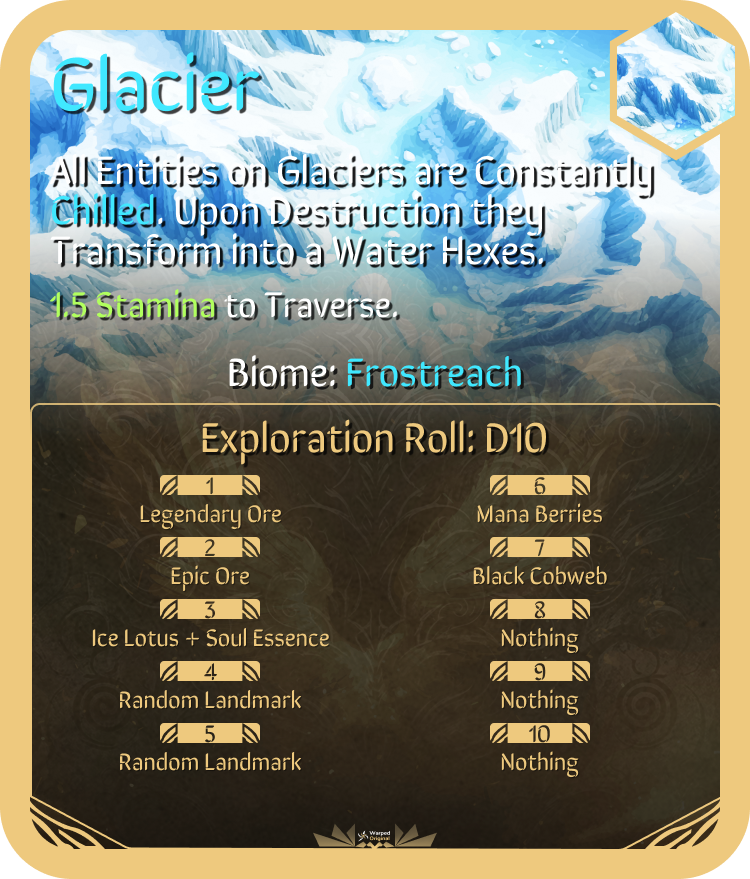 Glacier
All Entities on Glaciers are Constantly
Chilled. Upon Destruction they
Transform into a Water Hexes.
1.5 Stamina to Traverse.
Biome: Frostreach
Exploration Roll: D10
1
Legendary Ore
2
Epic Ore
3
Ice Lotus + Soul Essence
4
Random Landmark
5
Random Landmark
6
Mana Berries
7
Black Cobweb
8
Nothing
9
Nothing
10
Nothing
Warped
Original